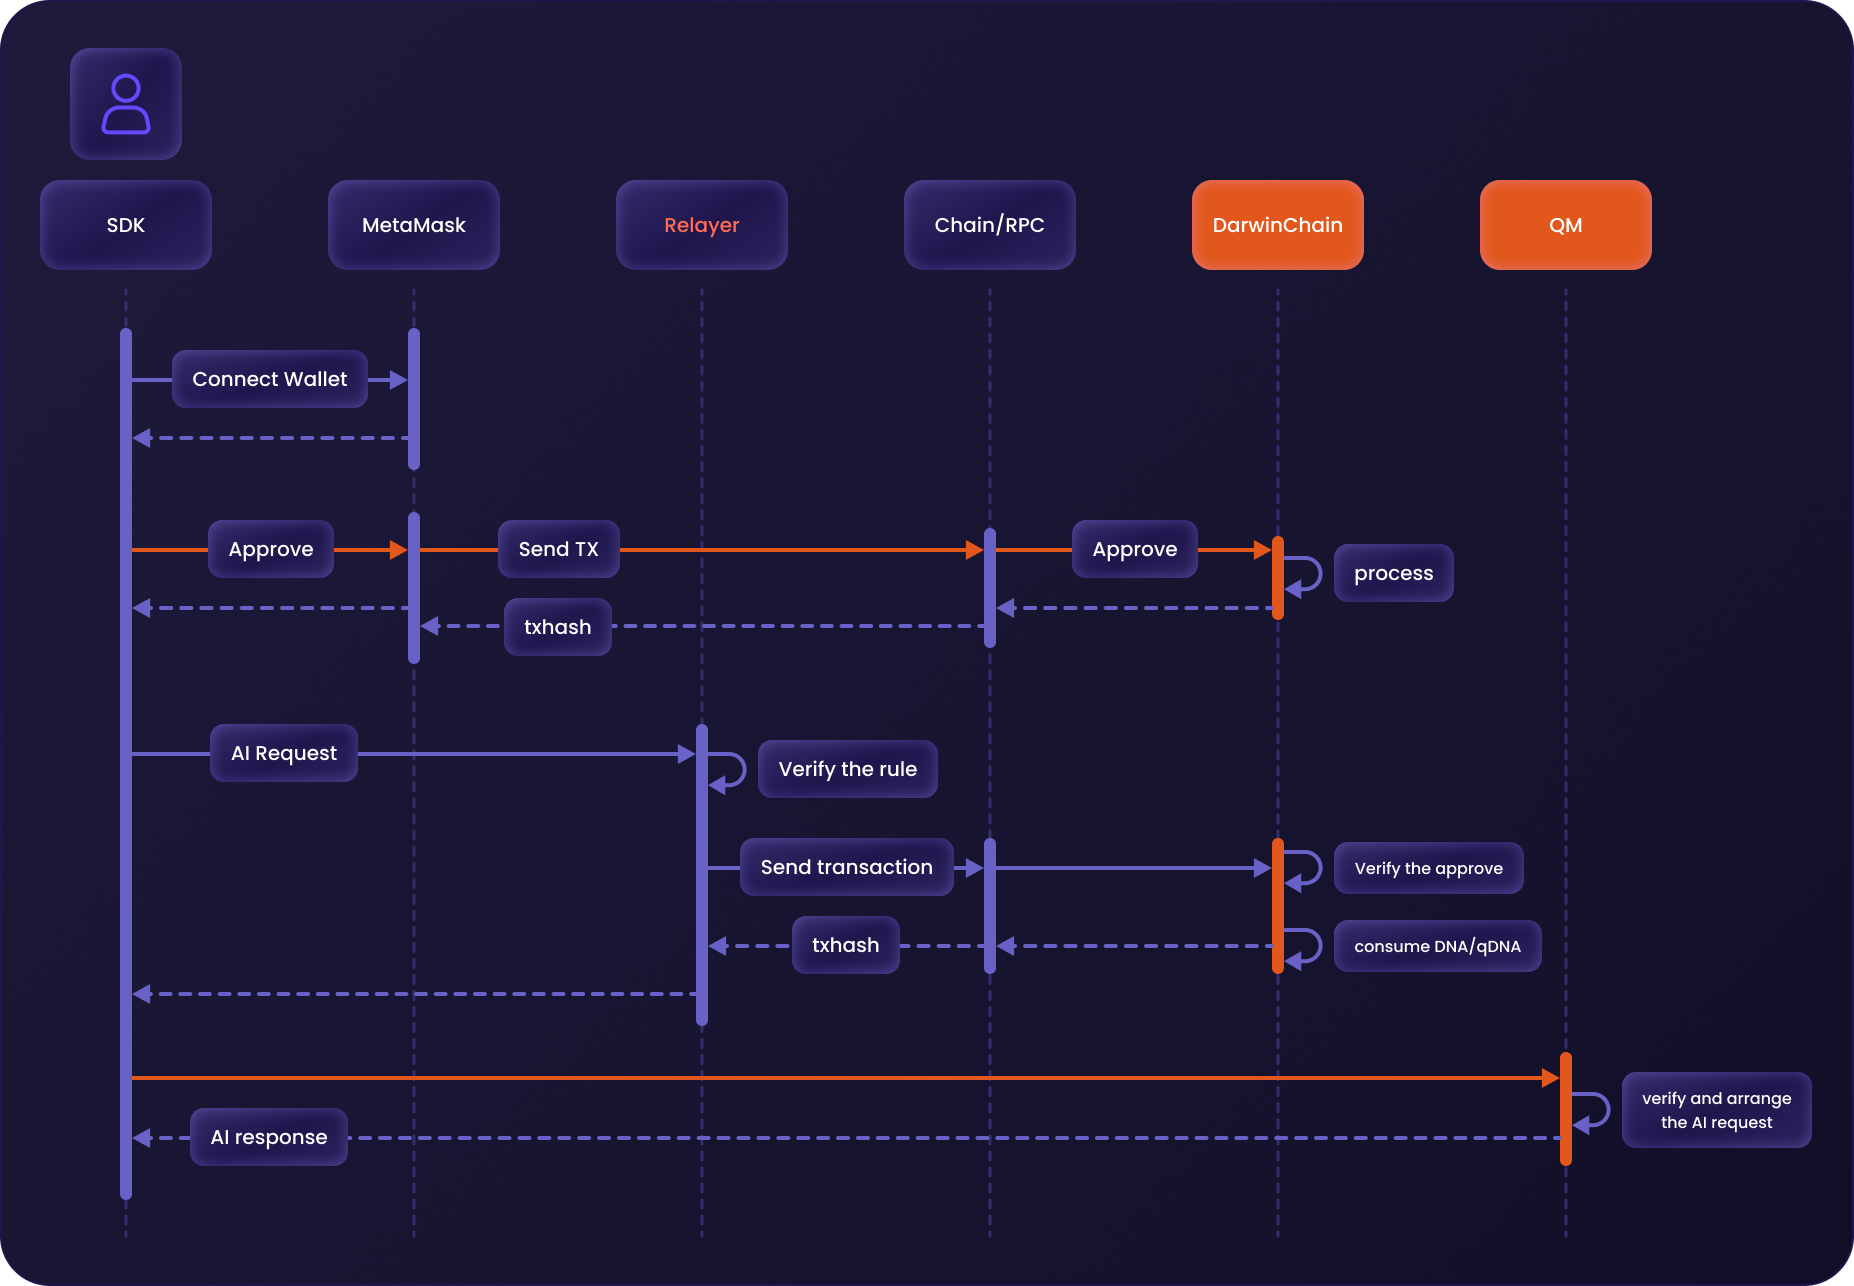 SDK
MetaMask
Relayer
Chain/RPC
DarwinChain
QM
Connect Wallet
Approve
Send TX
Approve
process
txhash
AI Request
Verify the rule
Send transaction
Verify the approve
txhash
consume DNA/qDNA
verify and arrange
the AI request
AI response